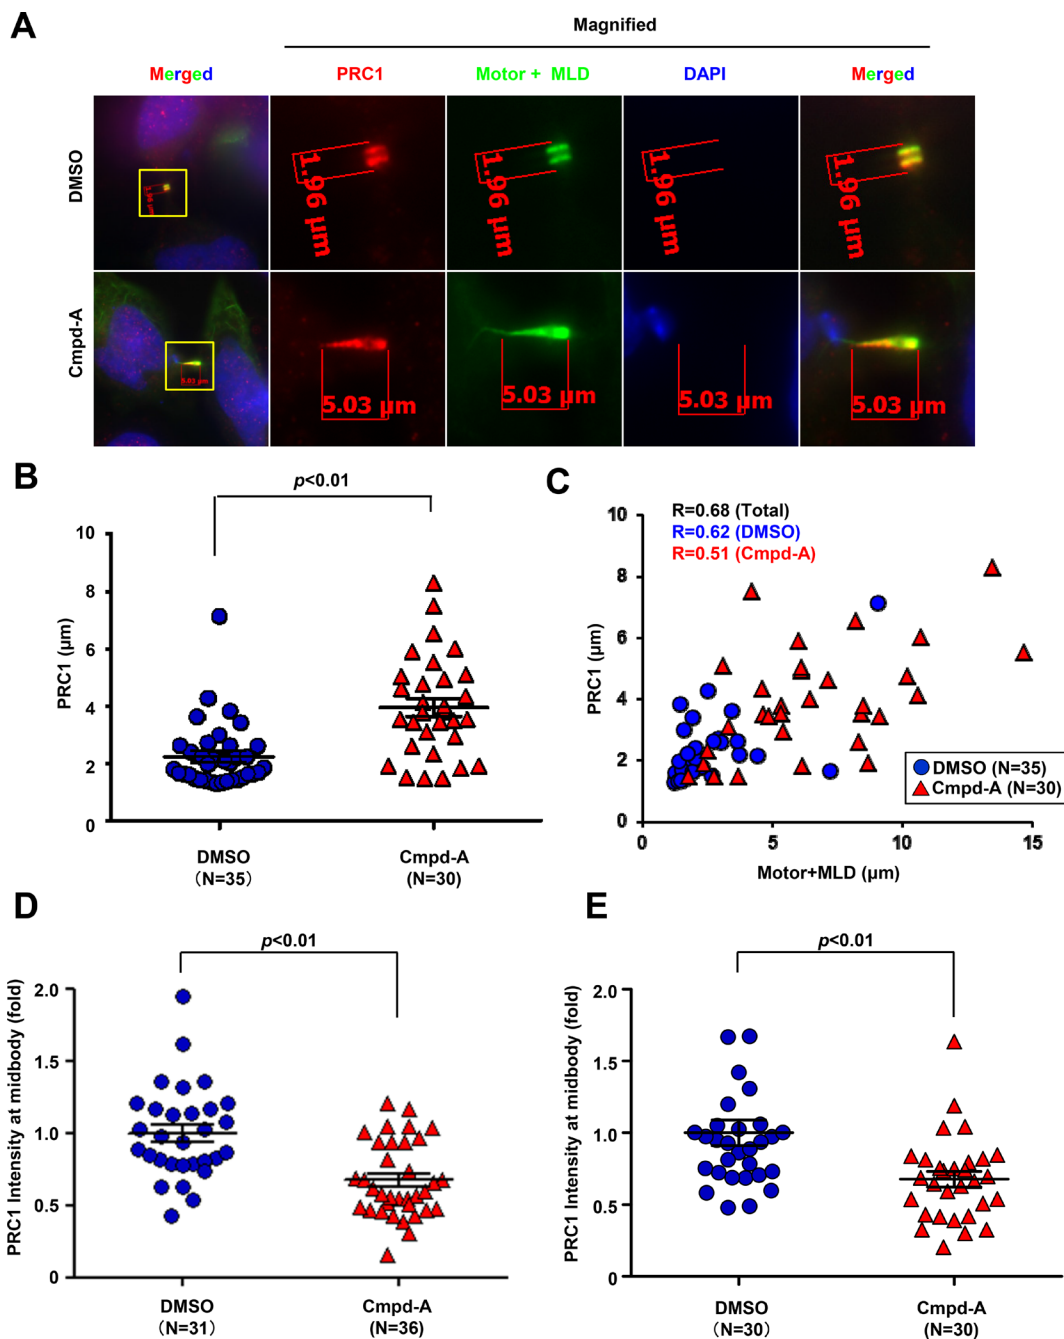 A
Magnified
Merged PRC1 Motor + MLD DAPI Merged
DMSO
1.96 µm 1.96 µm 1.96 µm 1.96 µm
Cmpd-A
5.03 µm 5.03 µm 5.03 µm 5.03 µm
B
p<0.01
PRC1 (µm)
10
8
6
4
2
0
DMSO Cmpd-A
(N=35) (N=30)
C
R=0.68 (Total)
R=0.62 (DMSO)
R=0.51 (Cmpd-A)
PRC1 (µm)
10
8
6
4
2
0
0 5 10 15
Motor+MLD (µm)
DMSO (N=35)
Cmpd-A (N=30)
D
p<0.01
PRC1 Intensity at midbody (fold)
2.0
1.5
1.0
0.5
0
DMSO Cmpd-A
(N=31) (N=36)
E
p<0.01
PRC1 Intensity at midbody (fold)
2.0
1.5
1.0
0.5
0
DMSO Cmpd-A
(N=30) (N=30)